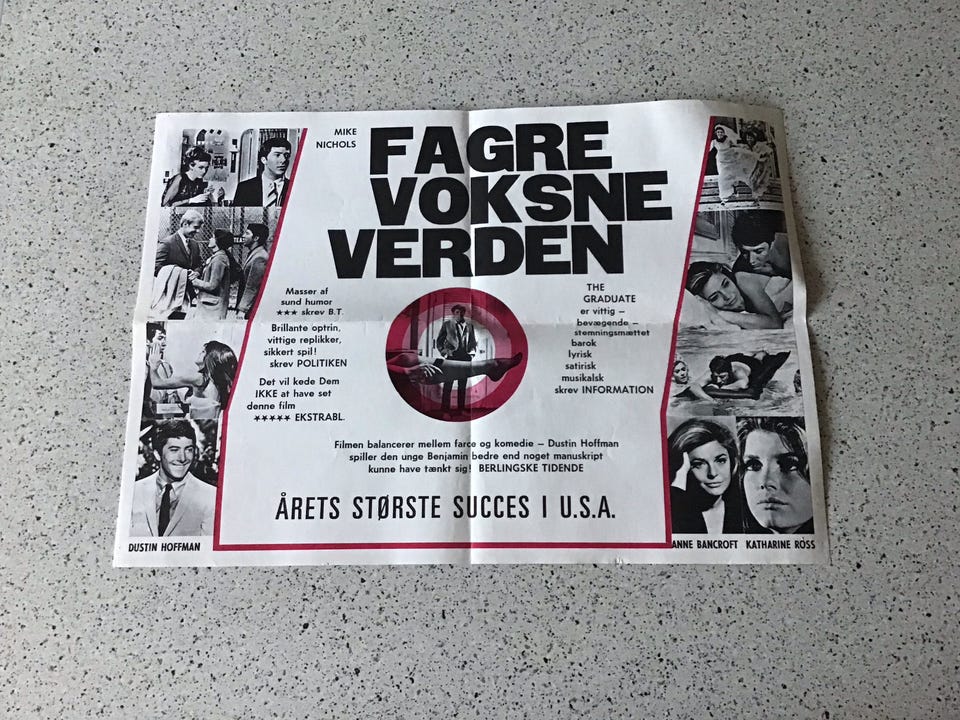 MIKE
NICHOLS
FAGRE
VOKSNE
VERDEN
Masser af
sund humor
★★★ skrev B.T.
Brillante optrin,
vittige replikker,
sikkert spil!
skrev POLITIKEN
Det vil kede Dem
IKKE at have set
denne film
★★★★★ EKSTRABL.
THE
GRADUATE
er vittig –
bevægende –
stemningsmættet
barok
lyrisk
satirisk
musikalsk
skrev INFORMATION
Filmen balancerer mellem farce og komedie – Dustin Hoffman
spiller den unge Benjamin bedre end noget manuskript
kunne have tænkt sig! BERLINGSKE TIDENDE
ÅRETS STØRSTE SUCCES I U.S.A.
DUSTIN HOFFMAN
ANNE BANCROFT KATHARINE ROSS